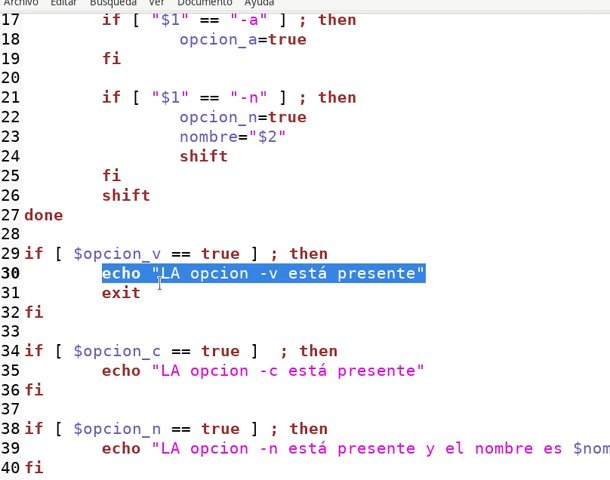 Archivo Editar Búsqueda Ver Documento Ayuda
17 if [ "$1" == "-a" ] ; then
18 opcion_a=true
19 fi
20
21 if [ "$1" == "-n" ] ; then
22 opcion_n=true
23 nombre="$2"
24 shift
25 fi
26 shift
27 done
28
29 if [ $opcion_v == true ] ; then
30 echo "LA opcion -v está presente"
31 exit
32 fi
33
34 if [ $opcion_c == true ]  ; then
35 echo "LA opcion -c está presente"
36 fi
37
38 if [ $opcion_n == true ] ; then
39 echo "LA opcion -n está presente y el nombre es $nom
40 fi